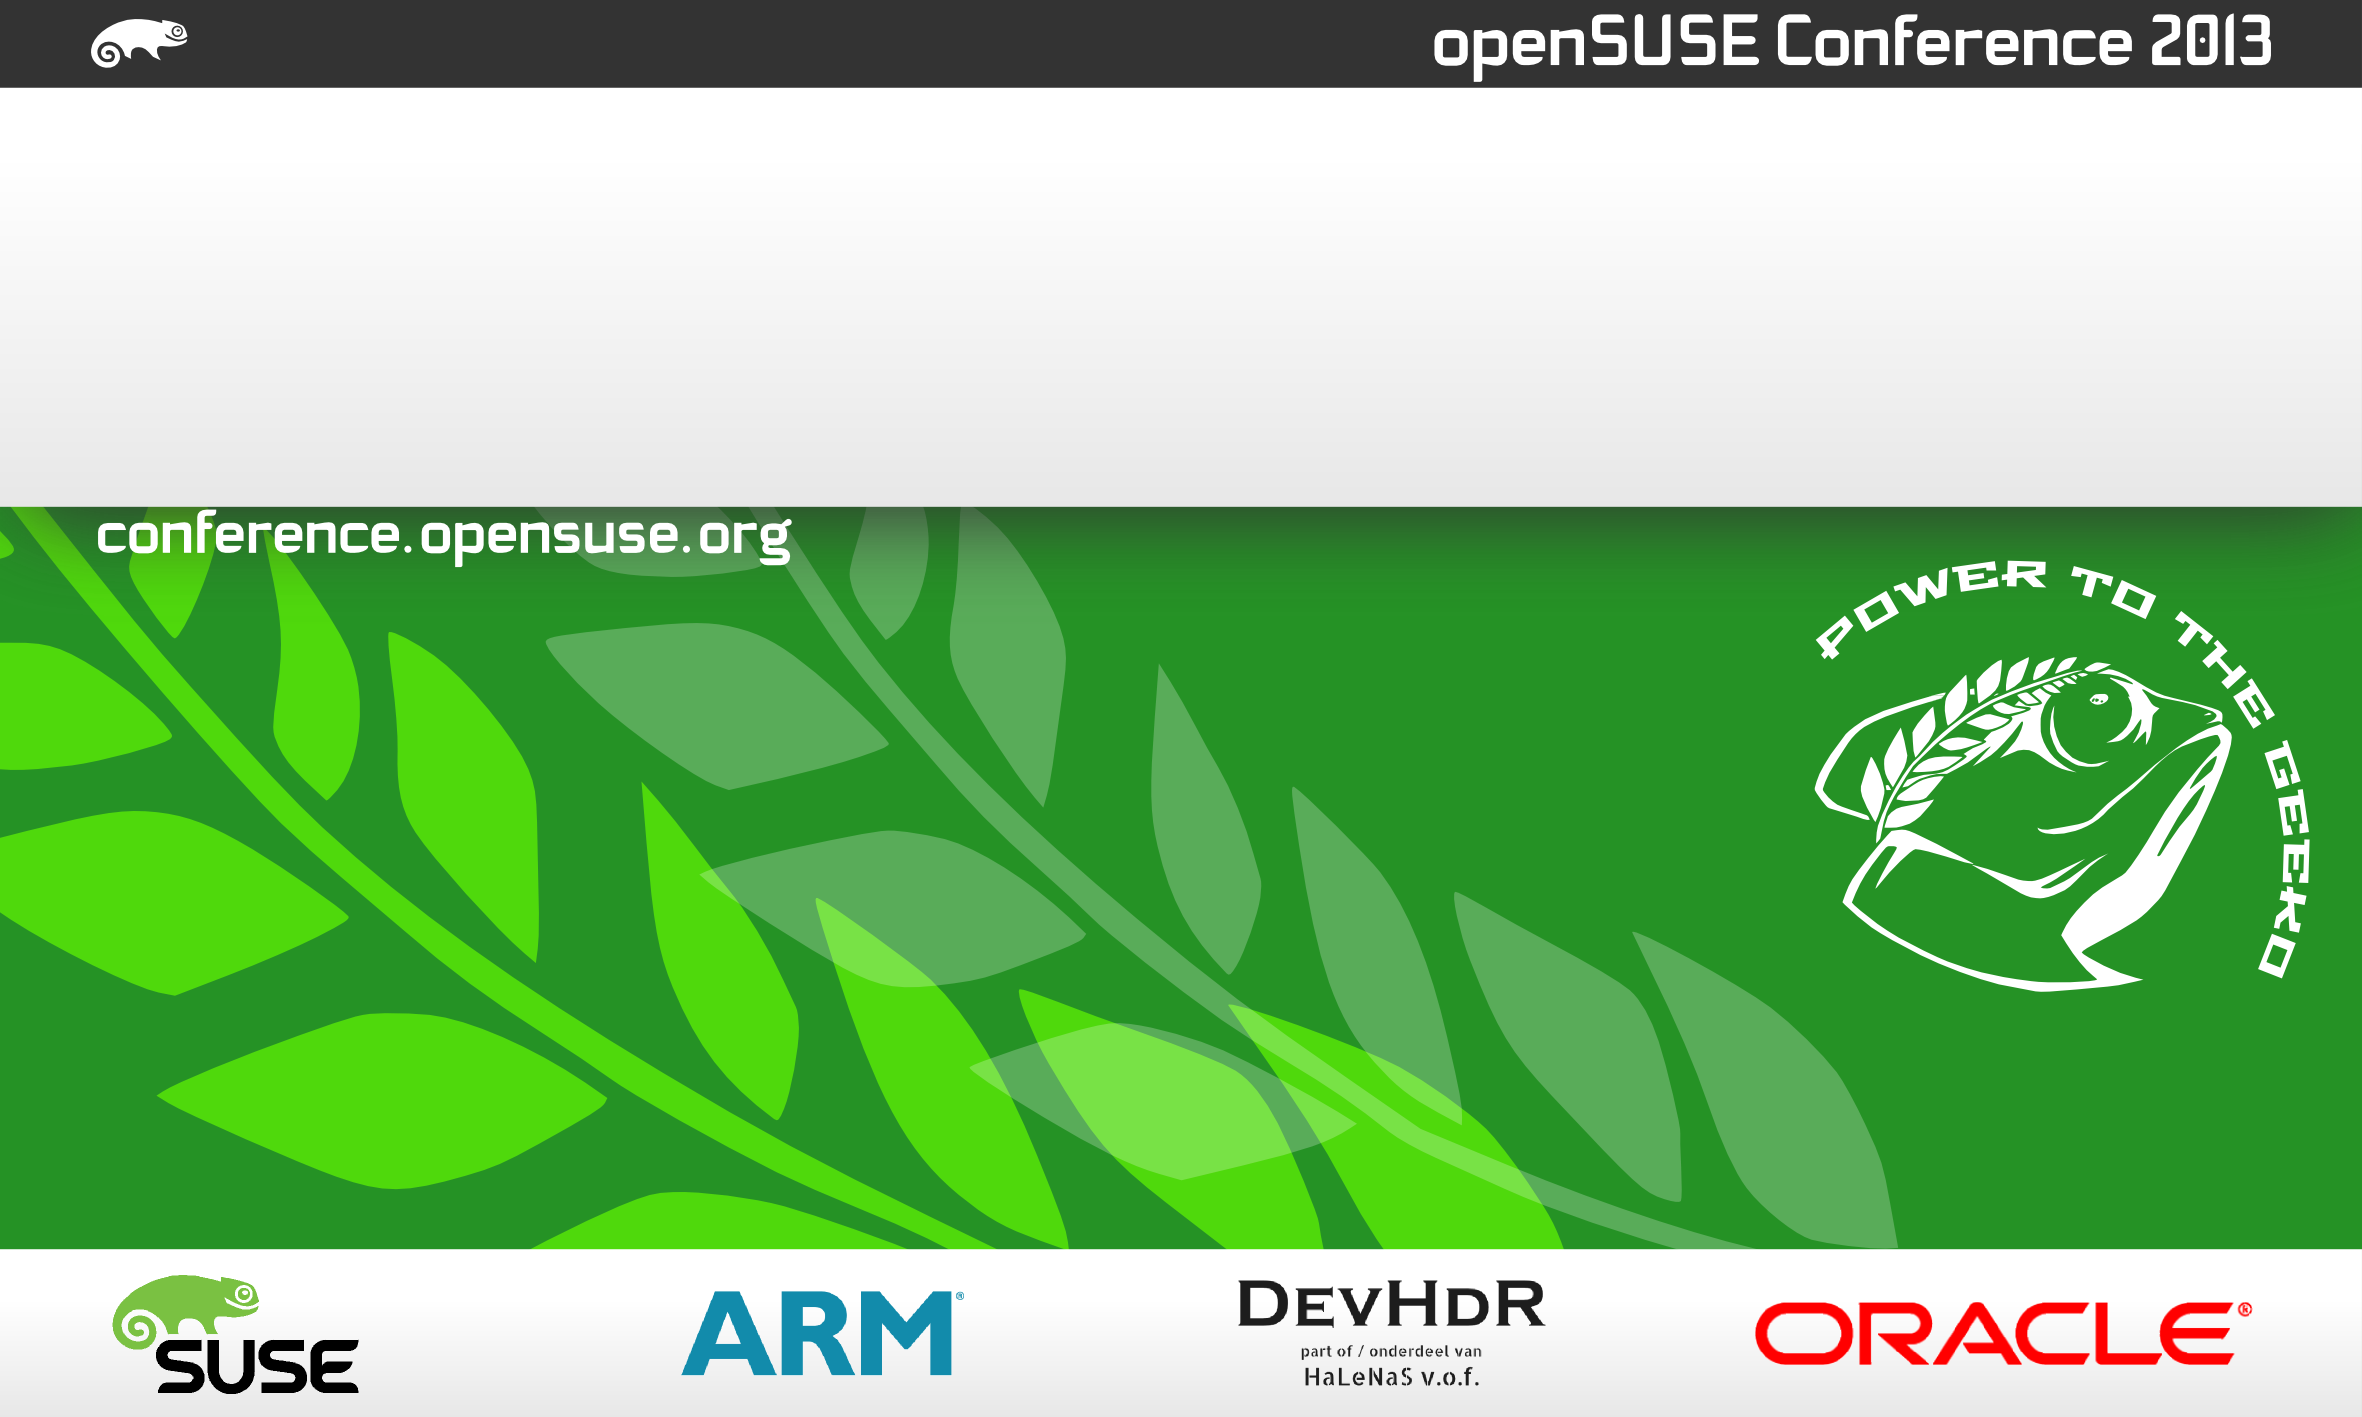 openSUSE Conference 2013
conference.opensuse.org
POWER TO THE GEEKO
SUSE
ARM®
DEVHDR
part of / onderdeel van
HaLeNaS v.o.f.
ORACLE®